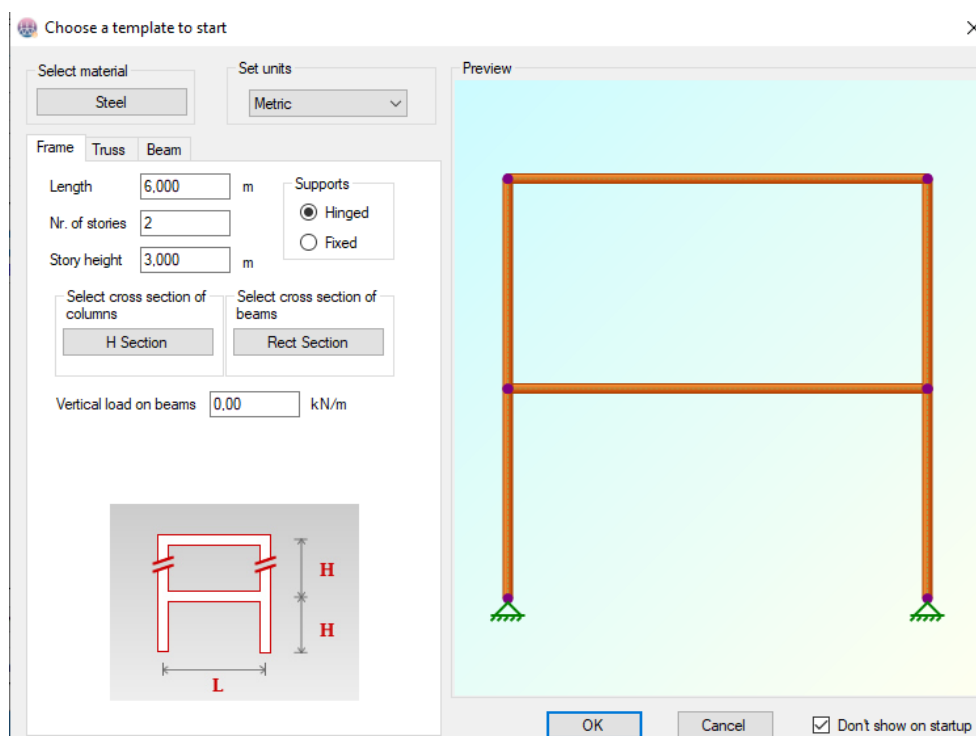 Choose a template to start
Select material
Steel
Set units
Metric
Preview
Frame
Truss
Beam
Length
6,000
m
Nr. of stories
2
Story height
3,000
m
Supports
Hinged
Fixed
Select cross section of
columns
H Section
Select cross section of
beams
Rect Section
Vertical load on beams
0,00
kN/m
H
H
L
OK
Cancel
Don't show on startup